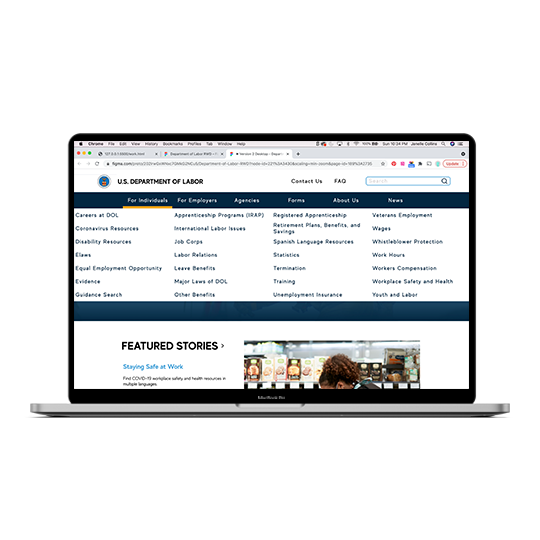 Chrome File Edit View History Bookmarks Profiles Tab Window Help 100% Sun 10:34 PM Janelle Collins
Department of Labor
Update
U.S. DEPARTMENT OF LABOR
Contact Us FAQ Search
For Individuals For Employers Agencies Forms About Us News
Careers at DOL Apprenticeship Programs (IRAP) Registered Apprenticeship Veterans Employment
Coronavirus Resources International Labor Issues Retirement Plans, Benefits, and Savings Wages
Disability Resources Job Corps Spanish Language Resources Whistleblower Protection
Elaws Labor Relations Statistics Work Hours
Equal Employment Opportunity Leave Benefits Termination Workers Compensation
Evidence Major Laws of DOL Training Workplace Safety and Health
Guidance Search Other Benefits Unemployment Insurance Youth and Labor
FEATURED STORIES >
Staying Safe at Work
Find COVID-19 workplace safety and health resources in
multiple languages.
MacBook Pro